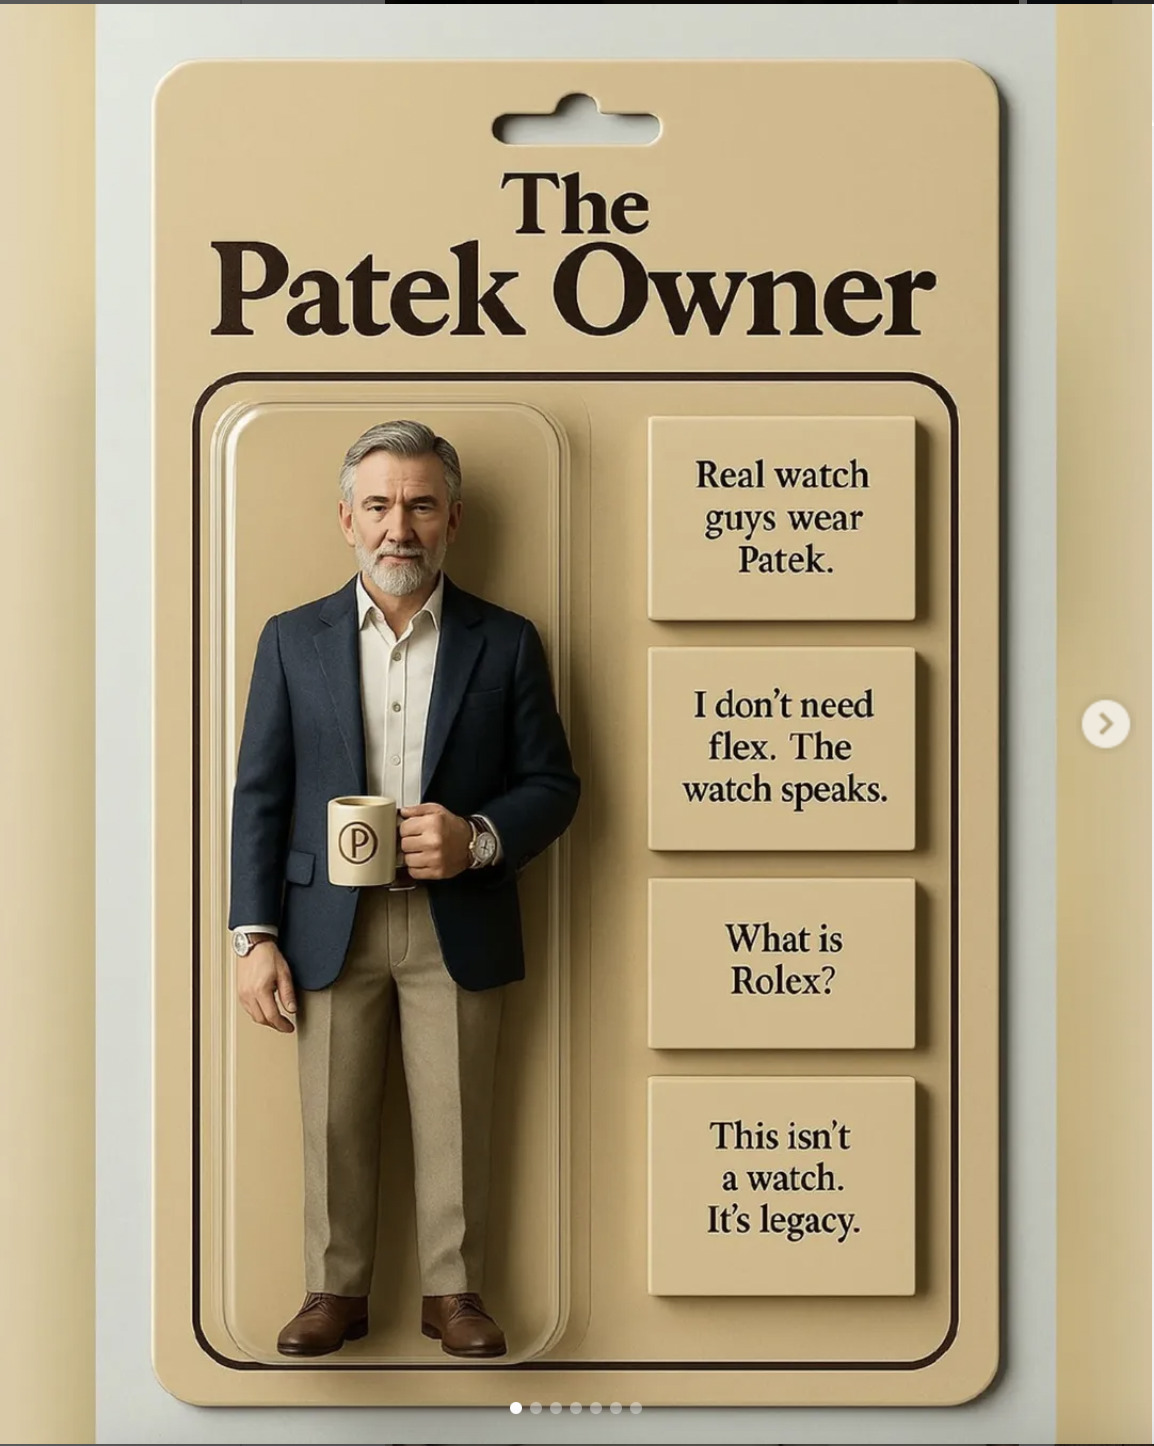 The
Patek Owner
Real watch
guys wear
Patek.
I don't need
flex. The
watch speaks.
What is
Rolex?
This isn't
a watch.
It's legacy.
P